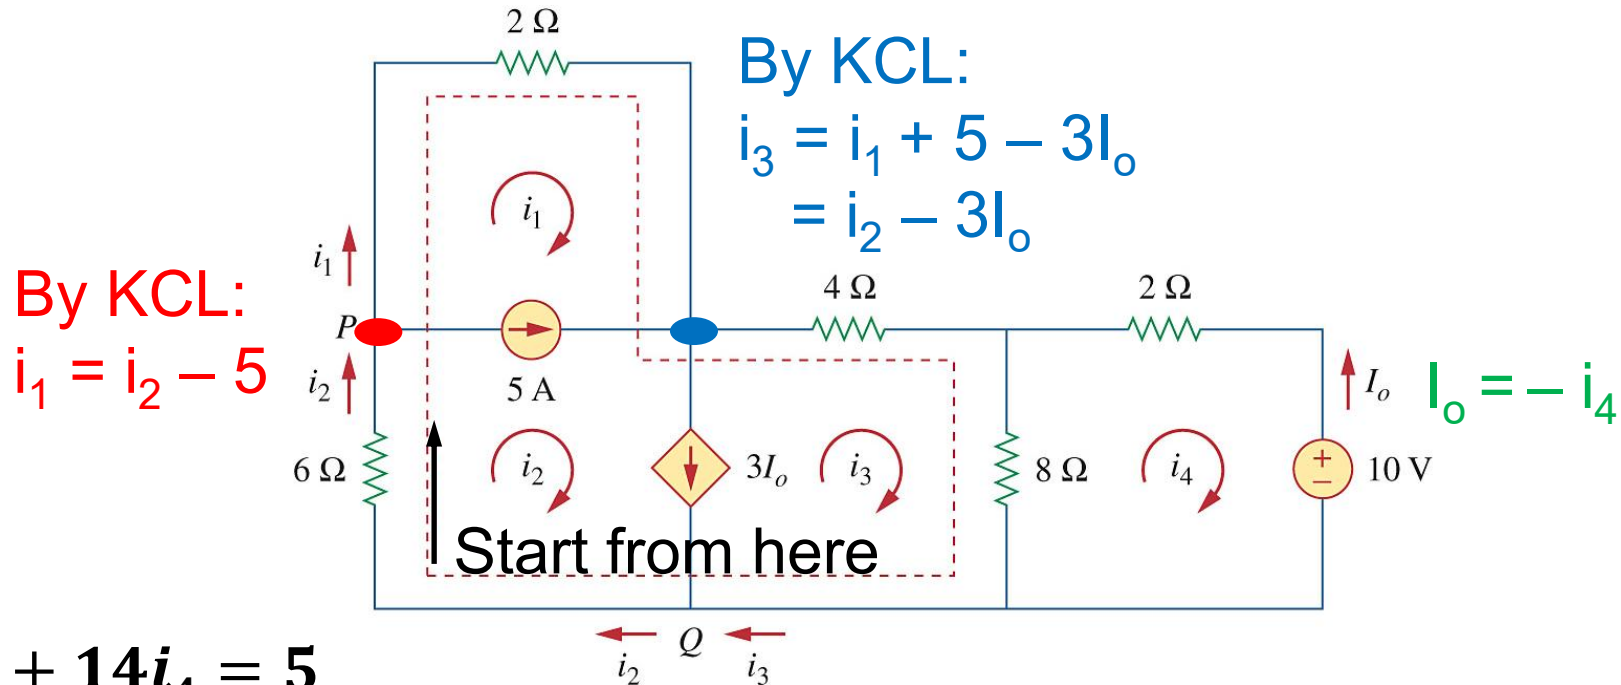 2 Ω
By KCL:
i₃ = i₁ + 5 – 3Iₒ
= i₂ – 3Iₒ
i₁
i₁
By KCL:
i₁ = i₂ – 5
P
i₂
5 A
4 Ω
2 Ω
Iₒ
Iₒ = – i₄
6 Ω
i₂
3Iₒ
i₃
8 Ω
i₄
+
–
10 V
Start from here
Q
i₂
i₃
+ 14i₄ = 5